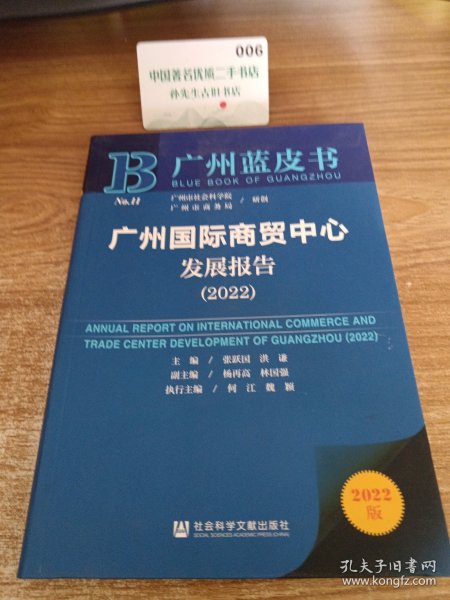 006
中国著名优质二手书店
孙先生古旧书店
B 广州蓝皮书
BLUE BOOK OF GUANGZHOU
No.11
广州市社会科学院
广州市商务局 / 研创
广州国际商贸中心
发展报告
(2022)
ANNUAL REPORT ON INTERNATIONAL COMMERCE AND
TRADE CENTER DEVELOPMENT OF GUANGZHOU (2022)
主编 / 张跃国 洪谦
副主编 / 杨再高 林国强
执行主编 / 何江 魏颖
2022
版
社会科学文献出版社
SOCIAL SCIENCES ACADEMIC PRESS (CHINA)
孔夫子旧书网
www.kongfz.com